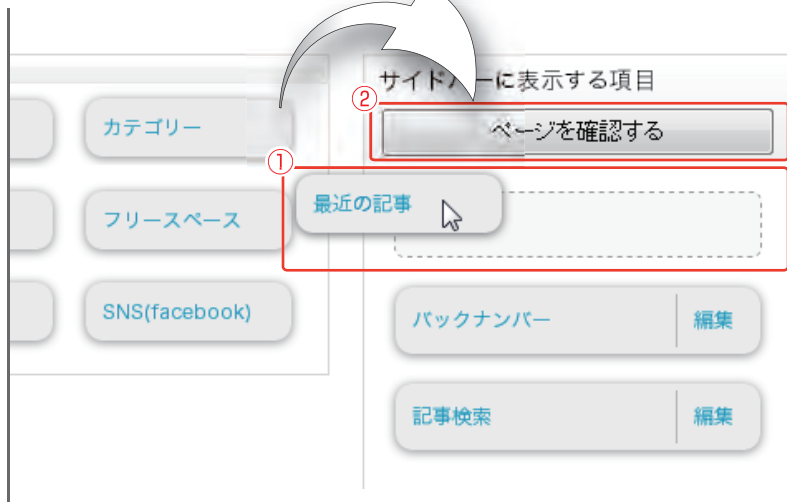 サイドバーに表示する項目
②
ページを確認する
カテゴリー
①
最近の記事
フリースペース
SNS(facebook)
バックナンバー 編集
記事検索 編集